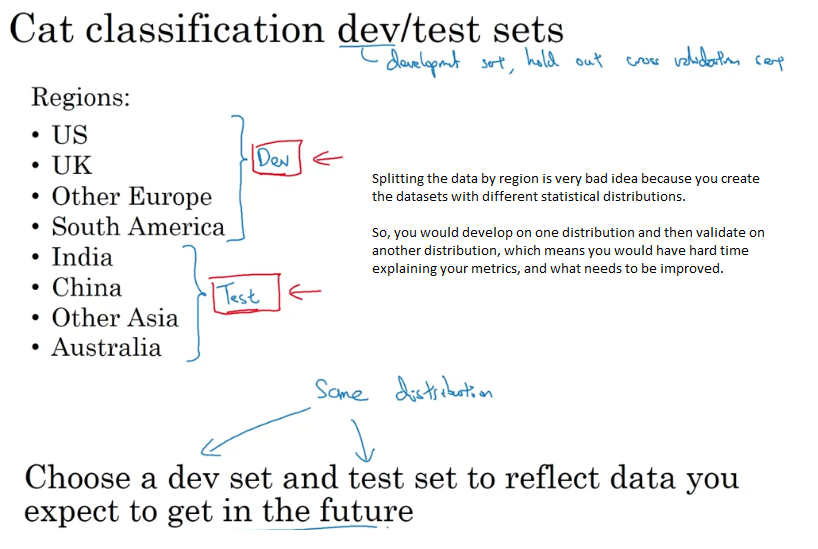 Cat classification dev/test sets
development set, hold out cross validation set
Regions:
• US
• UK
• Other Europe
• South America
• India
• China
• Other Asia
• Australia
Dev
Test
Splitting the data by region is very bad idea because you create
the datasets with different statistical distributions.
So, you would develop on one distribution and then validate on
another distribution, which means you would have hard time
explaining your metrics, and what needs to be improved.
Same distribution
Choose a dev set and test set to reflect data you
expect to get in the future